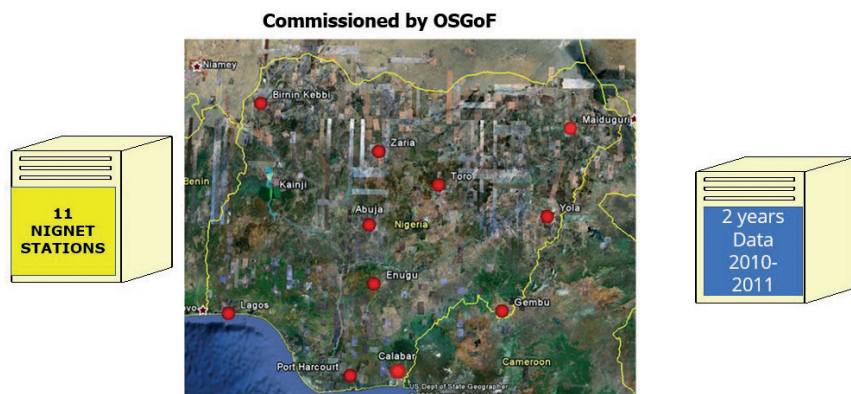 Commissioned by OSGoF
Niamey
Birnin Kebbi
Maiduguri
Zaria
Toro
Kainji
Benin
Abuja
Nigeria
Yola
Enugu
Gembu
ovo
Lagos
Calabar
Port Harcourt
Cameroon
US Dept of State Geographer
11
NIGNET
STATIONS
2 years
Data
2010-
2011